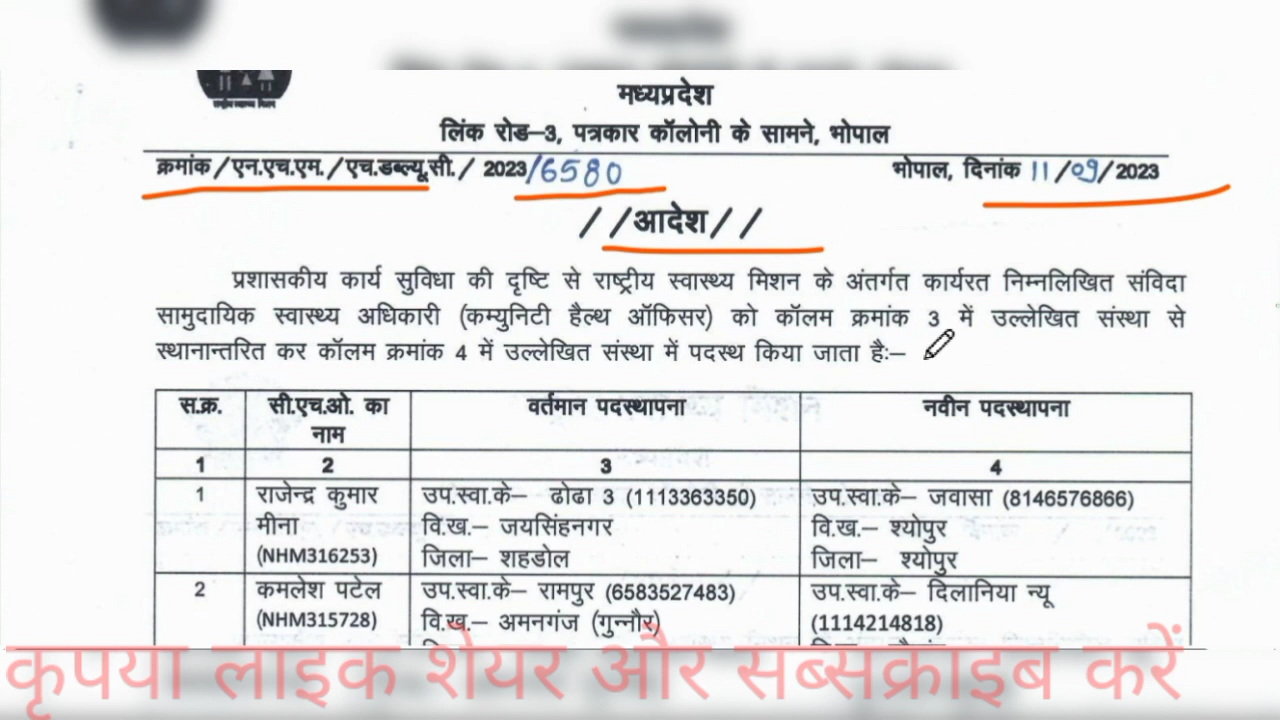 मध्यप्रदेश
लिंक रोड–3, पत्रकार कॉलोनी के सामने, भोपाल
क्रमांक/एन.एच.एम./एच.डब्ल्यू.सी./ 2023/6580 भोपाल, दिनांक 11/09/2023
//आदेश//
प्रशासकीय कार्य सुविधा की दृष्टि से राष्ट्रीय स्वास्थ्य मिशन के अंतर्गत कार्यरत निम्नलिखित संविदा
सामुदायिक स्वास्थ्य अधिकारी (कम्युनिटी हैल्थ ऑफिसर) को कॉलम क्रमांक 3 में उल्लेखित संस्था से
स्थानान्तरित कर कॉलम क्रमांक 4 में उल्लेखित संस्था में पदस्थ किया जाता हैः–
स.क्र. सी.एच.ओ. का वर्तमान पदस्थापना नवीन पदस्थापना
नाम
1 2 3 4
1 राजेन्द्र कुमार उप.स्वा.के– ढोढा 3 (1113363350) उप.स्वा.के– जवासा (8146576866)
मीना वि.ख.– जयसिंहनगर वि.ख.– श्योपुर
(NHM316253) जिला– शहडोल जिला– श्योपुर
2 कमलेश पटेल उप.स्वा.के– रामपुर (6583527483) उप.स्वा.के– दिलानिया न्यू
(NHM315728) वि.ख.– अमनगंज (गुन्नौर) (1114214818)
कृपया लाइक शेयर और सब्सक्राइब करें